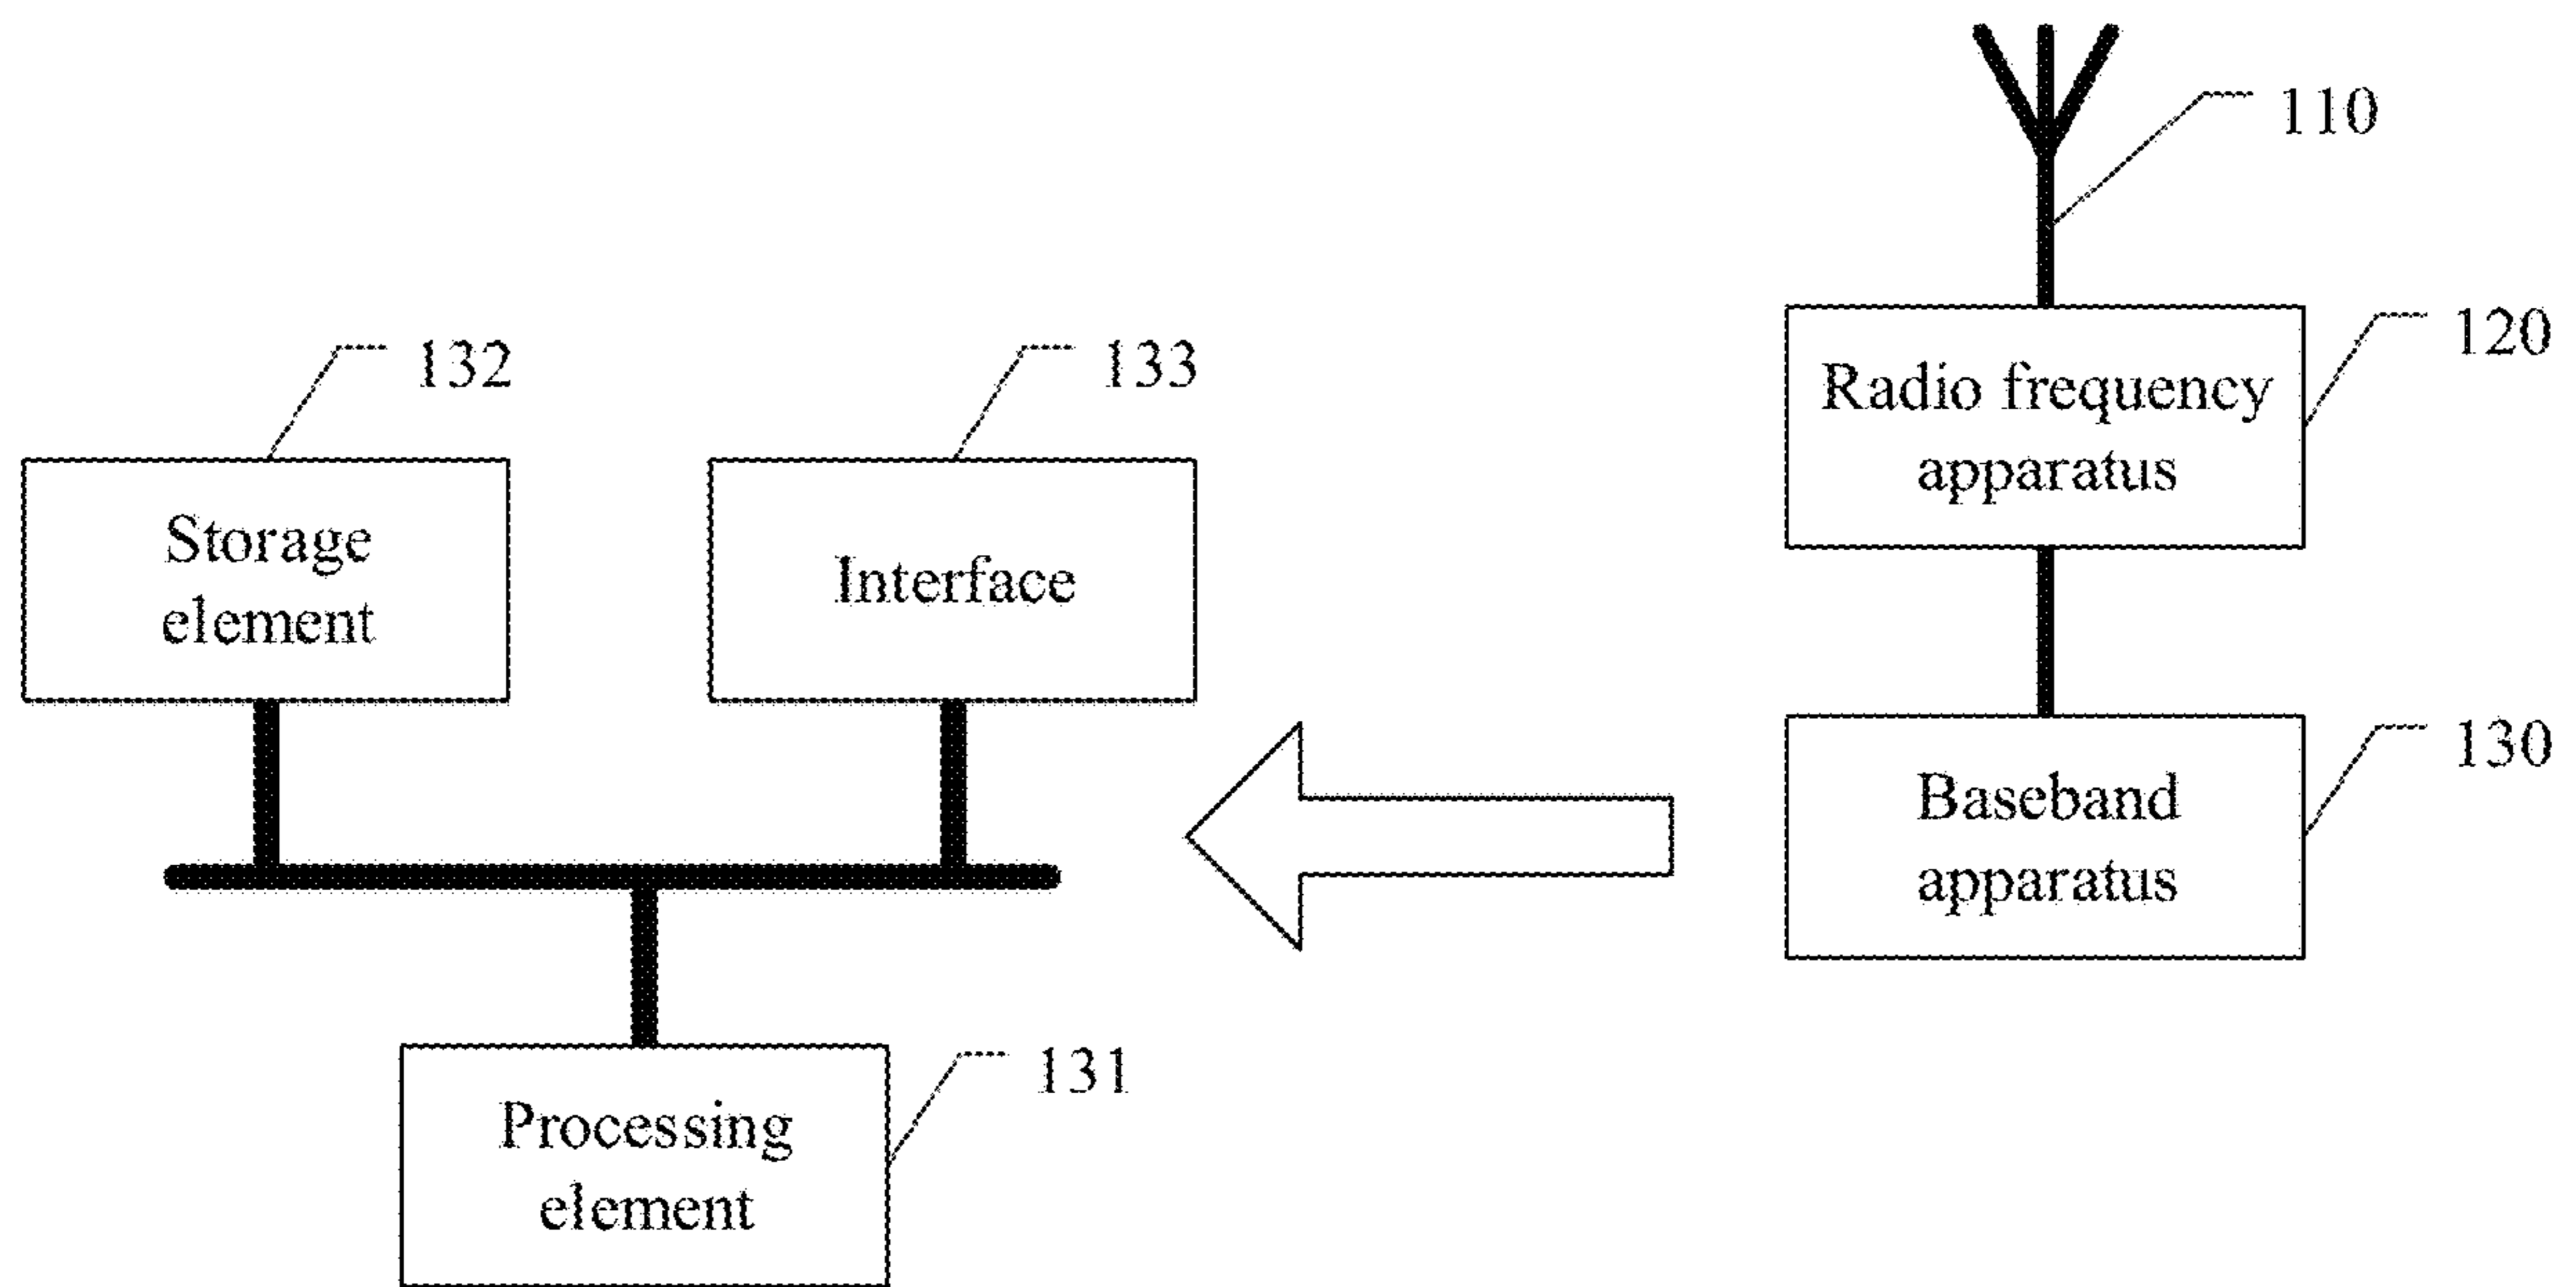 110
120
Radio frequency
apparatus
132
133
Storage
element
Interface
130
Baseband
apparatus
131
Processing
element